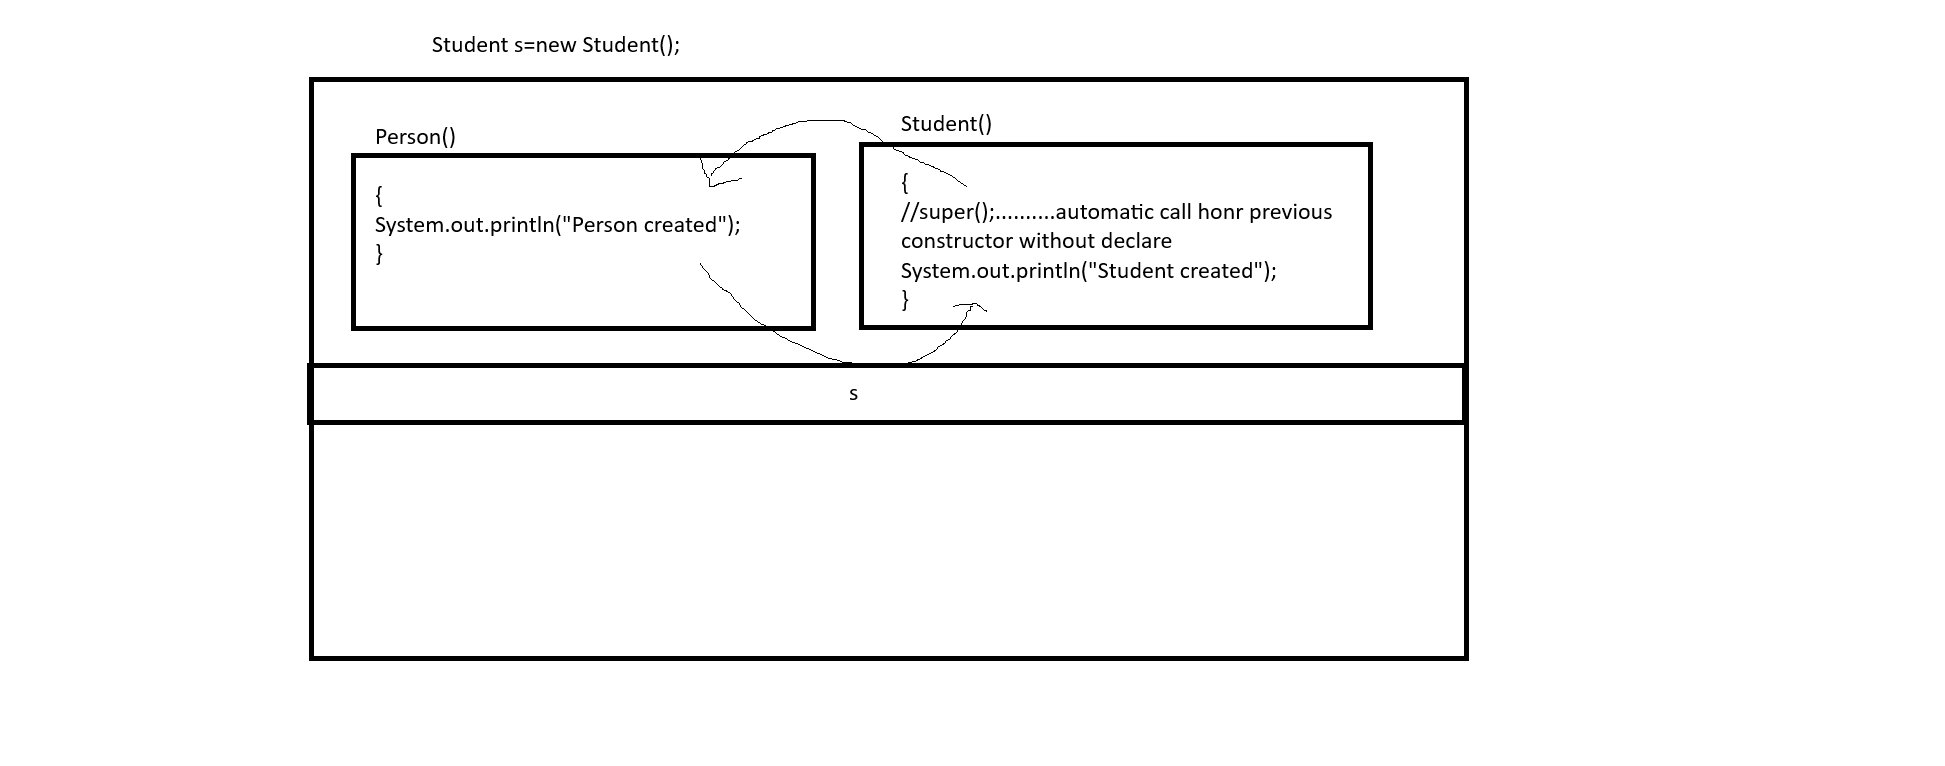 Student s=new Student();
Person()
{
System.out.println("Person created");
}
Student()
{
//super();..........automatic call honr previous
constructor without declare
System.out.println("Student created");
}
s